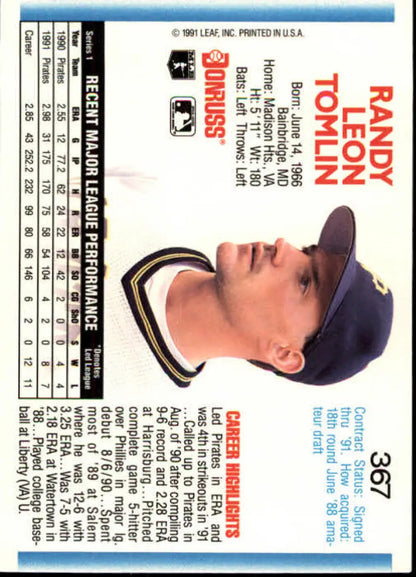 367
RANDY
LEON
TOMLIN
Contract Status: Signed
thru '91. How acquired:
18th round June '88 ama-
teur draft
Born: June 14, 1966
Bainbridge, MD
Home: Madison Hts., VA
Ht: 5' 11" Wt: 180
Bats: Left Throws: Left
DONRUSS®
© 1991 LEAF, INC. PRINTED IN U.S.A.
P
CAREER HIGHLIGHTS
Led Pirates in ERA and
was 4th in strikeouts in '91
...Called up to Pirates in
Aug. of '90 after compiling
9-6 record and 2.28 ERA
at Harrisburg...Pitched
complete game 5-hitter
over Phillies in major lg.
debut 8/6/90...Spent
most of '89 at Salem
where he was 12-6 with
3.25 ERA...Was 7-5 with
2.18 ERA at Watertown in
'88...Played college base-
ball at Liberty (VA) U.
Series 1 RECENT MAJOR LEAGUE PERFORMANCE *Denotes
Led League
Year Team ERA G IP H R ER BB SO CG ShO S W L
1990 Pirates 2.55 12 77.2 62 24 22 12 42 2 0 0 4 4
1991 Pirates 2.98 31 175 170 75 58 54 104 4 2 0 8 7
Career 2.85 43 252.2 232 99 80 66 146 6 2 0 12 11